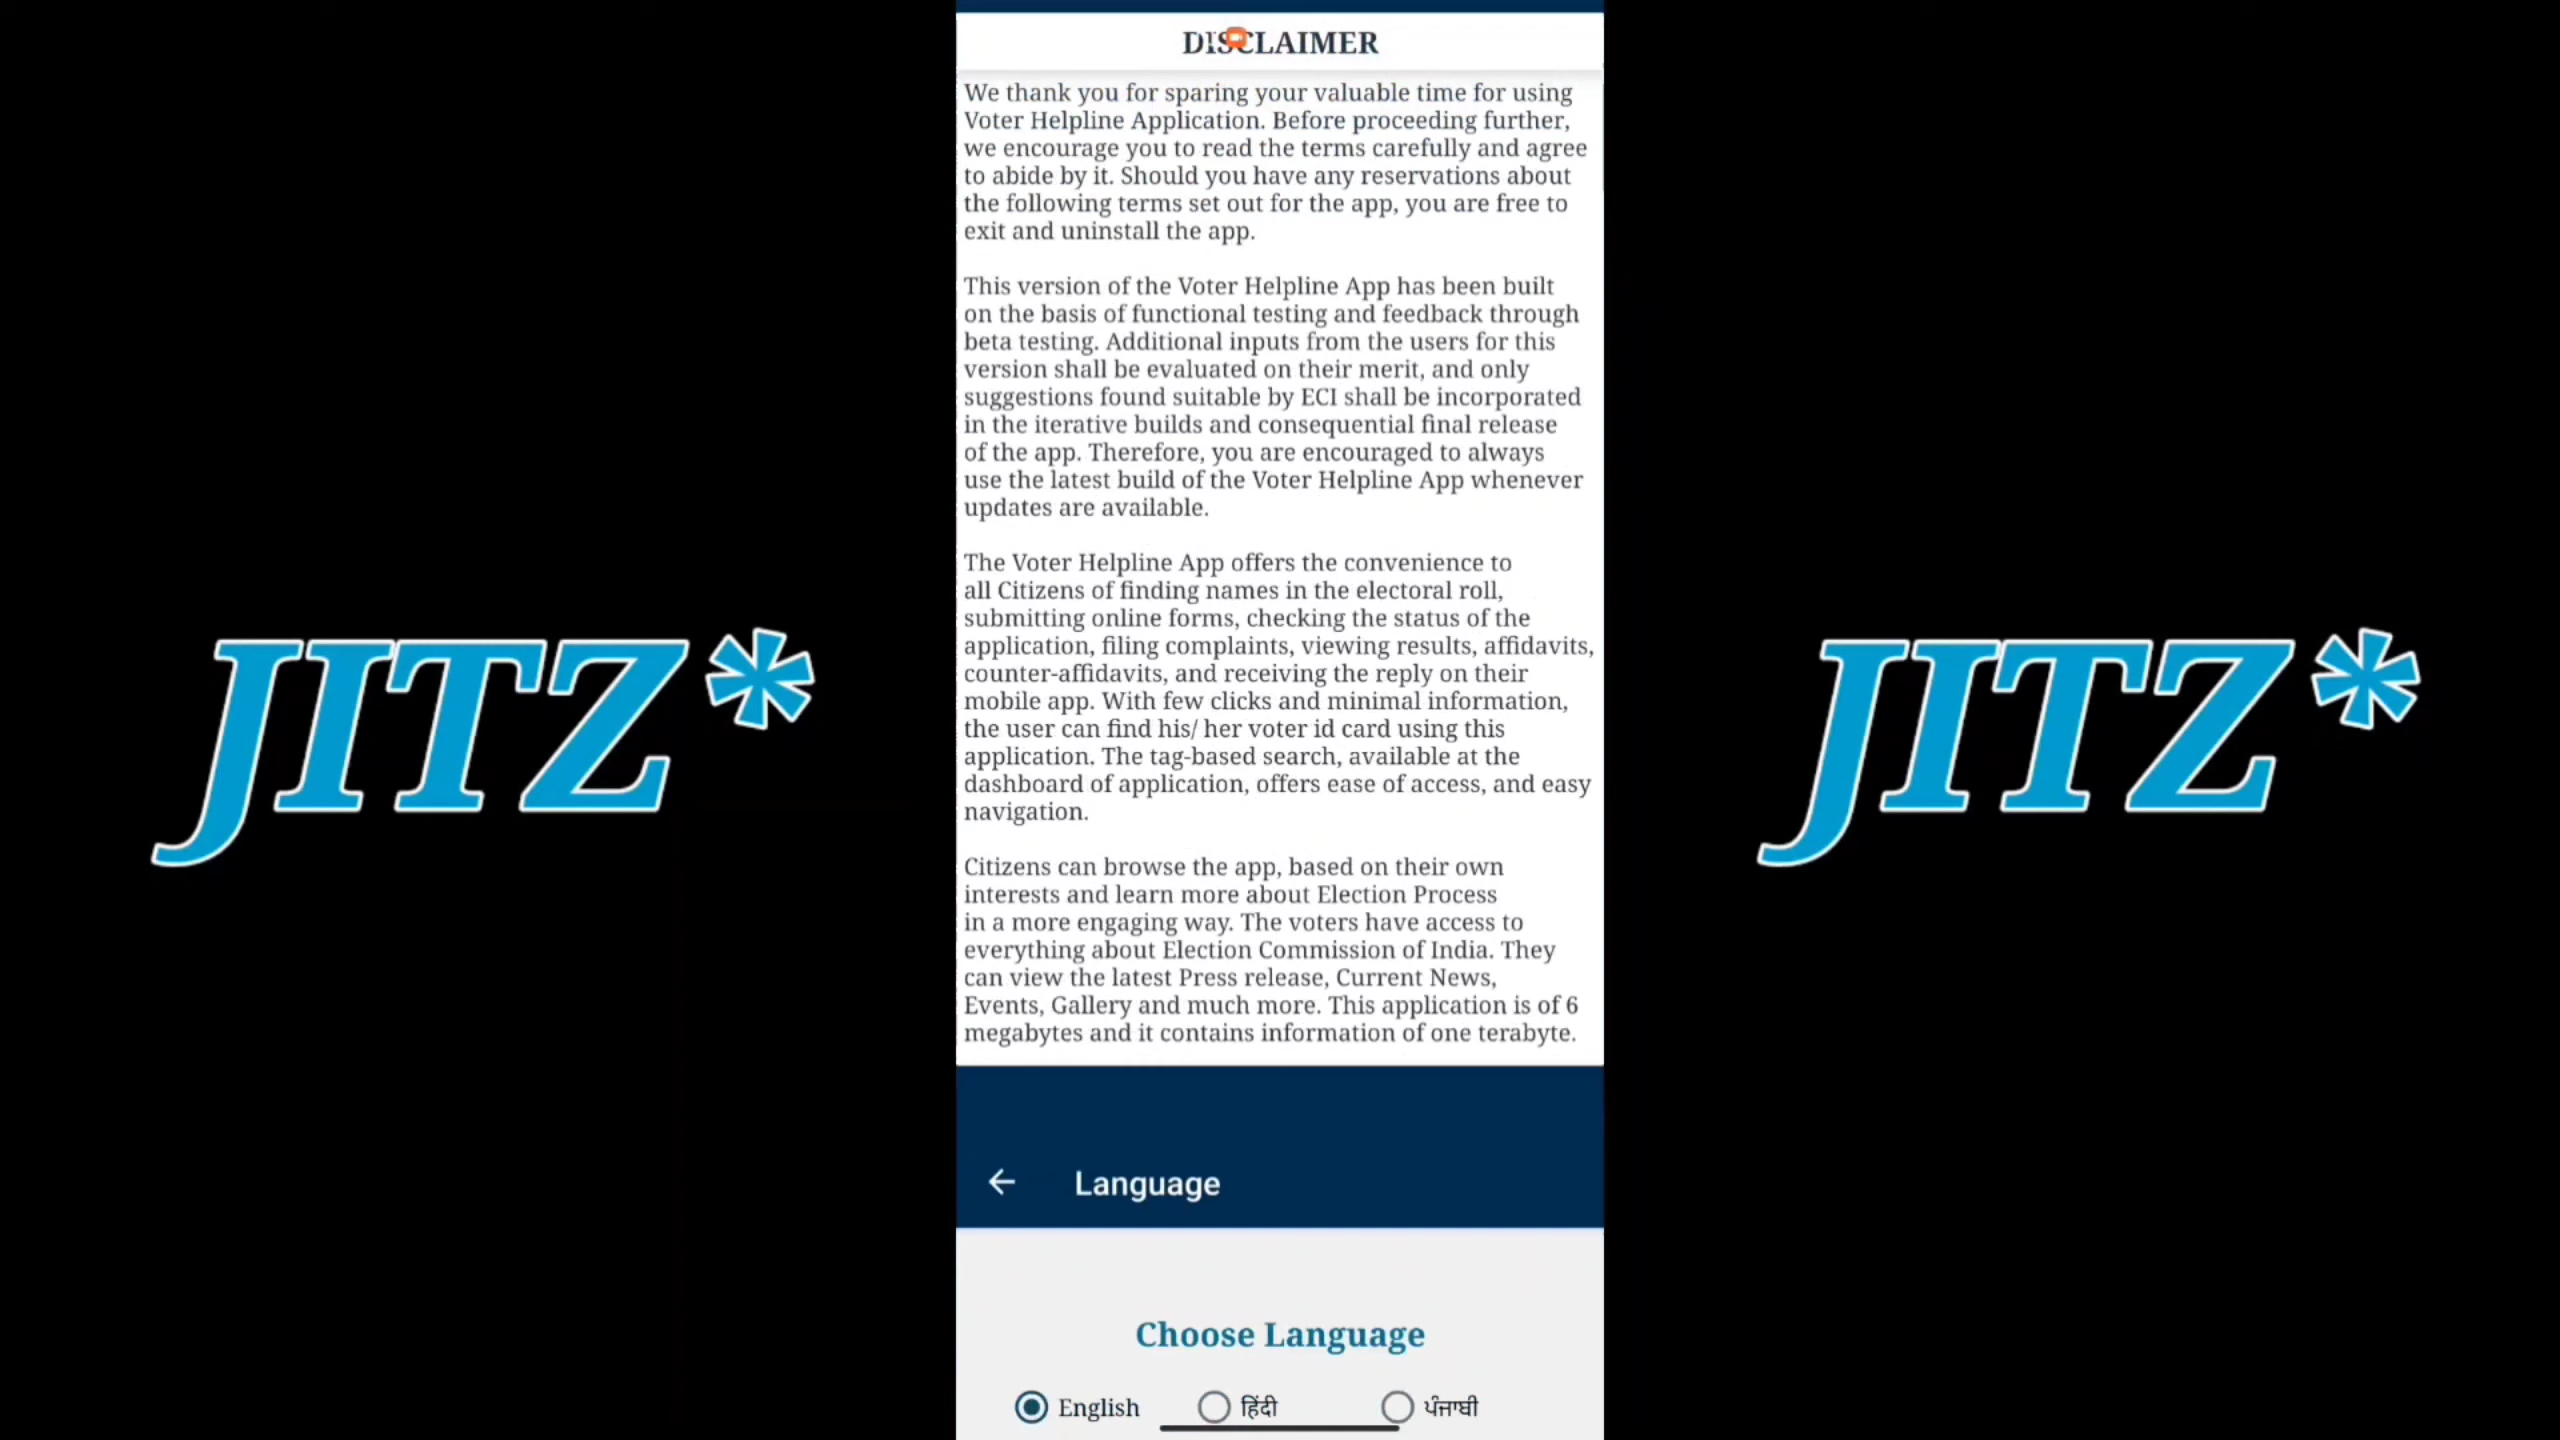 DISCLAIMER
We thank you for sparing your valuable time for using
Voter Helpline Application. Before proceeding further,
we encourage you to read the terms carefully and agree
to abide by it. Should you have any reservations about
the following terms set out for the app, you are free to
exit and uninstall the app.
This version of the Voter Helpline App has been built
on the basis of functional testing and feedback through
beta testing. Additional inputs from the users for this
version shall be evaluated on their merit, and only
suggestions found suitable by ECI shall be incorporated
in the iterative builds and consequential final release
of the app. Therefore, you are encouraged to always
use the latest build of the Voter Helpline App whenever
updates are available.
The Voter Helpline App offers the convenience to
all Citizens of finding names in the electoral roll,
submitting online forms, checking the status of the
application, filing complaints, viewing results, affidavits,
counter-affidavits, and receiving the reply on their
mobile app. With few clicks and minimal information,
the user can find his/ her voter id card using this
application. The tag-based search, available at the
dashboard of application, offers ease of access, and easy
navigation.
Citizens can browse the app, based on their own
interests and learn more about Election Process
in a more engaging way. The voters have access to
everything about Election Commission of India. They
can view the latest Press release, Current News,
Events, Gallery and much more. This application is of 6
megabytes and it contains information of one terabyte.
JITZ*
JITZ*
Language
Choose Language
English हिंदी ਪੰਜਾਬੀ